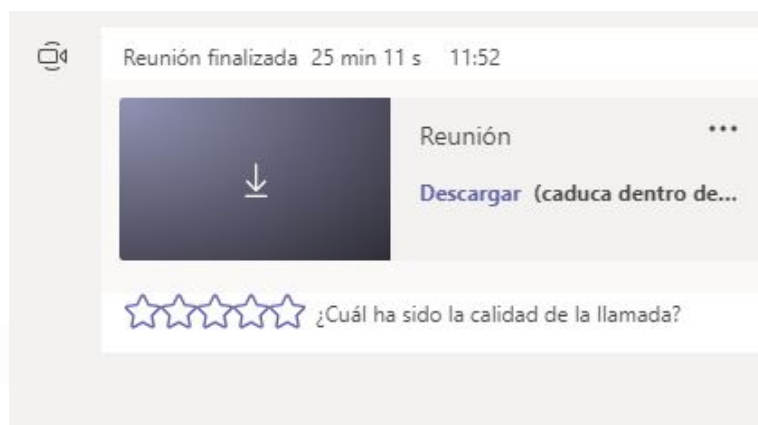 Reunión finalizada 25 min 11 s 11:52
Reunión
Descargar (caduca dentro de...
¿Cuál ha sido la calidad de la llamada?